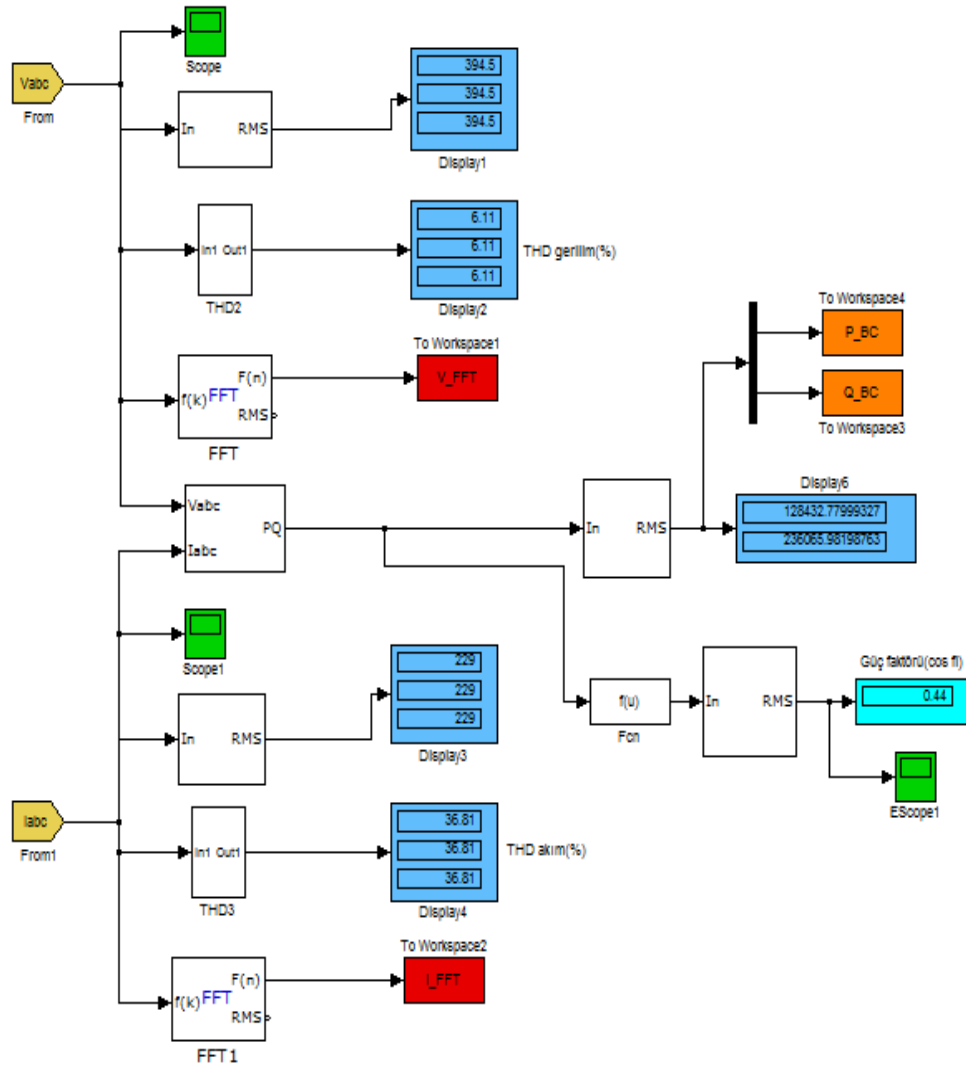 Scope
Vabc
From
394.5
394.5
394.5
Display1
In RMS
In1 Out1
THD2
6.11
6.11
6.11
Display2
THD gerilim(%)
To Workspace1
V_FFT
f(k) FFT F(n)
RMS
FFT
To Workspace4
P_BC
Q_BC
To Workspace3
Vabc
Iabc
PQ
In RMS
Display6
128432.77999327
236065.98198763
Scope1
229
229
229
Display3
In RMS
f(u)
Fcn
In RMS
Güç faktörü(cos fi)
0.44
EScope1
Iabc
From1
In1 Out1
THD3
36.81
36.81
36.81
Display4
THD akım(%)
To Workspace2
I_FFT
f(k) FFT F(n)
RMS
FFT1